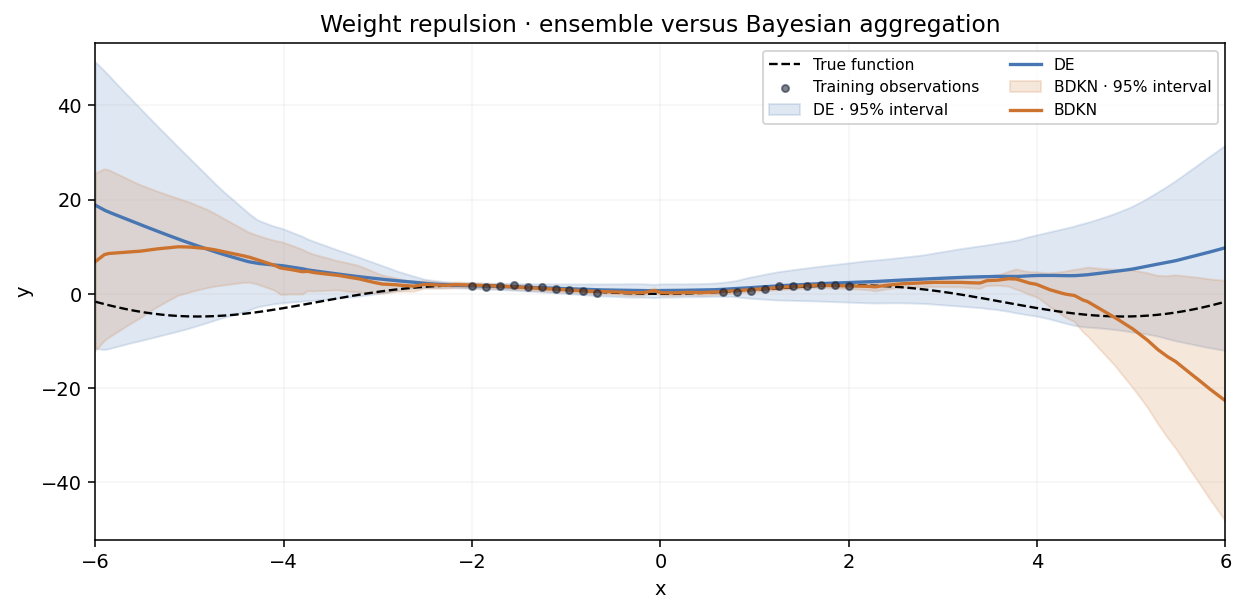 Weight repulsion · ensemble versus Bayesian aggregation
True function
Training observations
DE · 95% interval
DE
BDKN · 95% interval
BDKN
y
40
20
0
−20
−40
−6
−4
−2
0
2
4
6
x